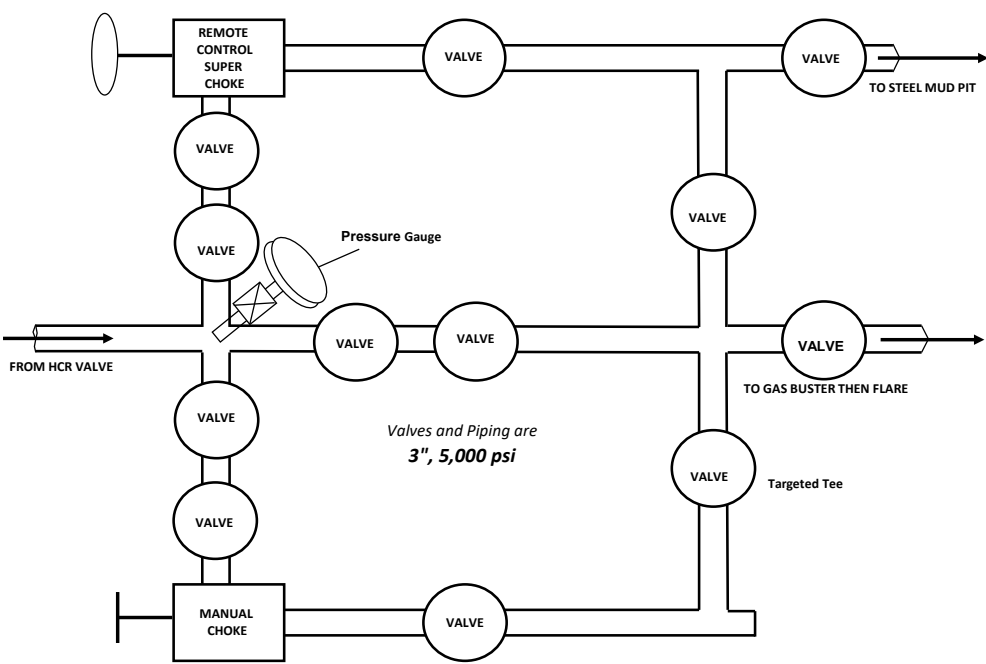 REMOTE
CONTROL
SUPER
CHOKE
VALVE
VALVE
TO STEEL MUD PIT
VALVE
VALVE
VALVE
Pressure Gauge
FROM HCR VALVE
VALVE
VALVE
VALVE
TO GAS BUSTER THEN FLARE
VALVE
Valves and Piping are
3", 5,000 psi
VALVE
Targeted Tee
VALVE
MANUAL
CHOKE
VALVE